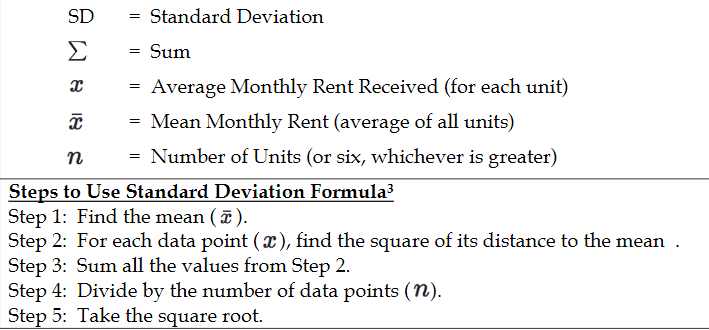 SD = Standard Deviation
∑ = Sum
x = Average Monthly Rent Received (for each unit)
x̄ = Mean Monthly Rent (average of all units)
n = Number of Units (or six, whichever is greater)
Steps to Use Standard Deviation Formula³
Step 1: Find the mean ( x̄ ).
Step 2: For each data point ( x ), find the square of its distance to the mean .
Step 3: Sum all the values from Step 2.
Step 4: Divide by the number of data points ( n ).
Step 5: Take the square root.